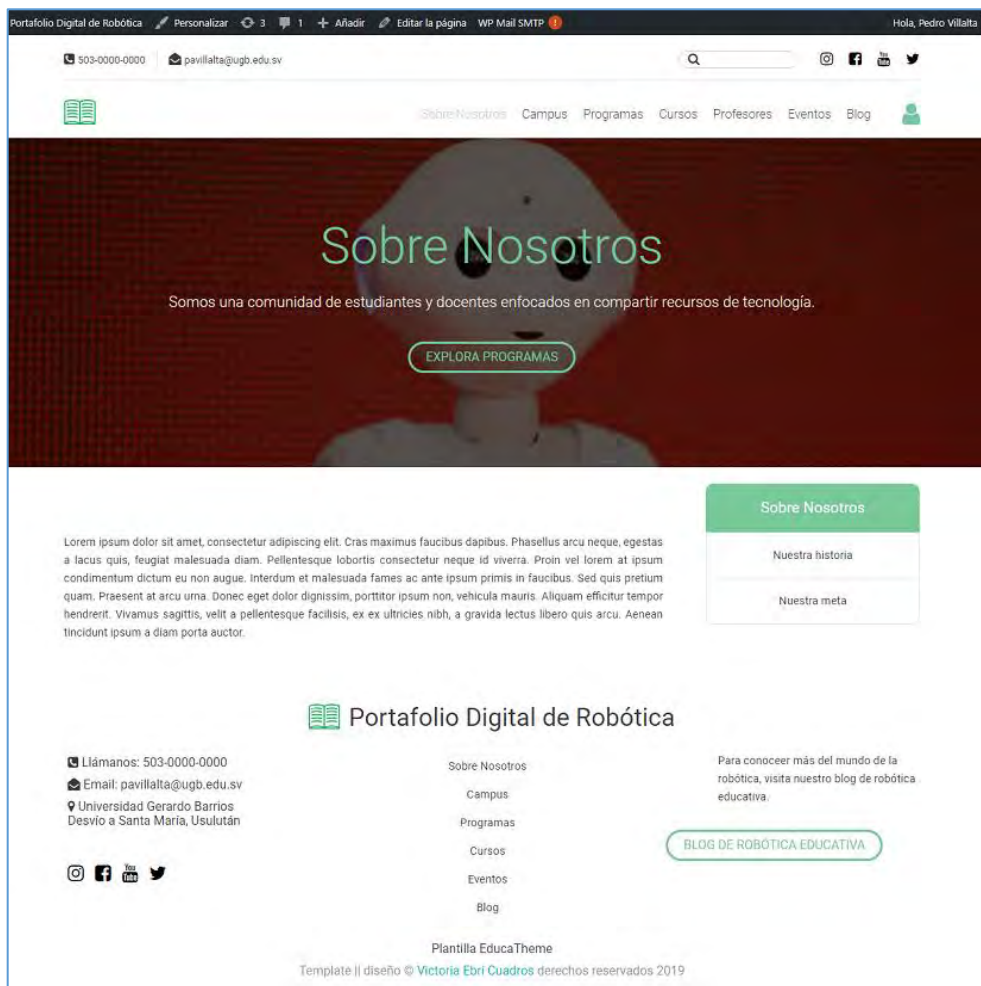 Portafolio Digital de Robótica Personalizar 3 1 Añadir Editar la página WP Mail SMTP ! Hola, Pedro Villalta
503-0000-0000 pavillalta@ugb.edu.sv You Tube
Sobre Nosotros Campus Programas Cursos Profesores Eventos Blog
Sobre Nosotros
Somos una comunidad de estudiantes y docentes enfocados en compartir recursos de tecnología.
EXPLORA PROGRAMAS
Sobre Nosotros
Nuestra historia
Nuestra meta
Lorem ipsum dolor sit amet, consectetur adipiscing elit. Cras maximus faucibus dapibus. Phasellus arcu neque, egestas
a lacus quis, feugiat malesuada diam. Pellentesque lobortis consectetur neque id viverra. Proin vel lorem at ipsum
condimentum dictum eu non augue. Interdum et malesuada fames ac ante ipsum primis in faucibus. Sed quis pretium
quam. Praesent at arcu urna. Donec eget dolor dignissim, porttitor ipsum non, vehicula mauris. Aliquam efficitur tempor
hendrerit. Vivamus sagittis, velit a pellentesque facilisis, ex ex ultricies nibh, a gravida lectus libero quis arcu. Aenean
tincidunt ipsum a diam porta auctor.
Portafolio Digital de Robótica
Llámanos: 503-0000-0000
Email: pavillalta@ugb.edu.sv
Universidad Gerardo Barrios
Desvío a Santa María, Usulután
You Tube
Sobre Nosotros
Campus
Programas
Cursos
Eventos
Blog
Para conoceer más del mundo de la
robótica, visita nuestro blog de robótica
educativa.
BLOG DE ROBÓTICA EDUCATIVA
Plantilla EducaTheme
Template || diseño © Victoria Ebri Cuadros derechos reservados 2019